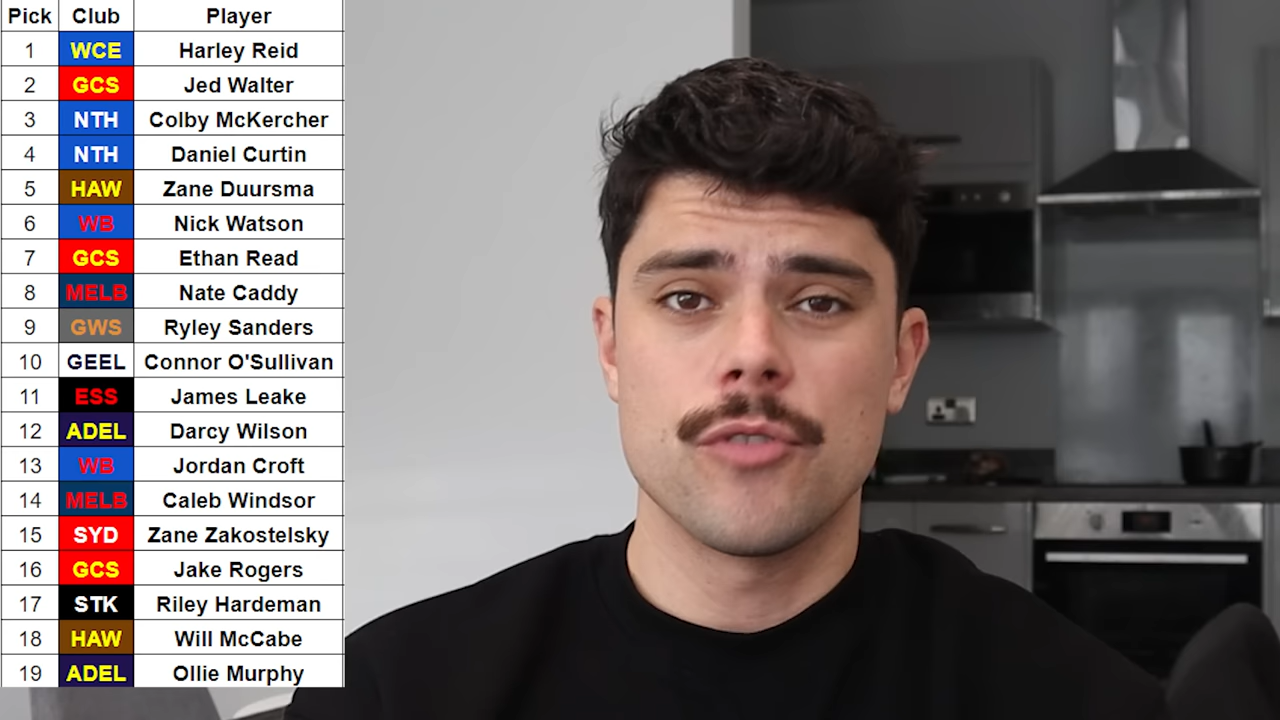 Pick Club Player
1 WCE Harley Reid
2 GCS Jed Walter
3 NTH Colby McKercher
4 NTH Daniel Curtin
5 HAW Zane Duursma
6 WB Nick Watson
7 GCS Ethan Read
8 MELB Nate Caddy
9 GWS Ryley Sanders
10 GEEL Connor O'Sullivan
11 ESS James Leake
12 ADEL Darcy Wilson
13 WB Jordan Croft
14 MELB Caleb Windsor
15 SYD Zane Zakostelsky
16 GCS Jake Rogers
17 STK Riley Hardeman
18 HAW Will McCabe
19 ADEL Ollie Murphy